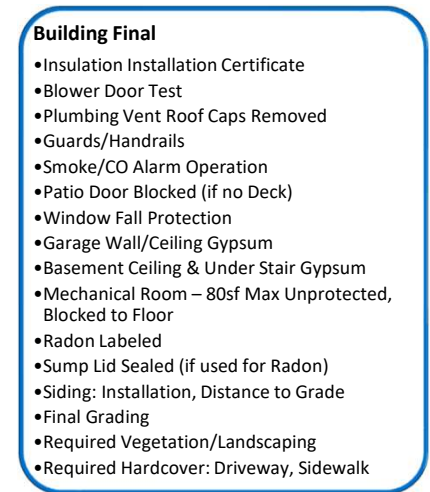 Building Final
•Insulation Installation Certificate
•Blower Door Test
•Plumbing Vent Roof Caps Removed
•Guards/Handrails
•Smoke/CO Alarm Operation
•Patio Door Blocked (if no Deck)
•Window Fall Protection
•Garage Wall/Ceiling Gypsum
•Basement Ceiling & Under Stair Gypsum
•Mechanical Room – 80sf Max Unprotected,
Blocked to Floor
•Radon Labeled
•Sump Lid Sealed (if used for Radon)
•Siding: Installation, Distance to Grade
•Final Grading
•Required Vegetation/Landscaping
•Required Hardcover: Driveway, Sidewalk